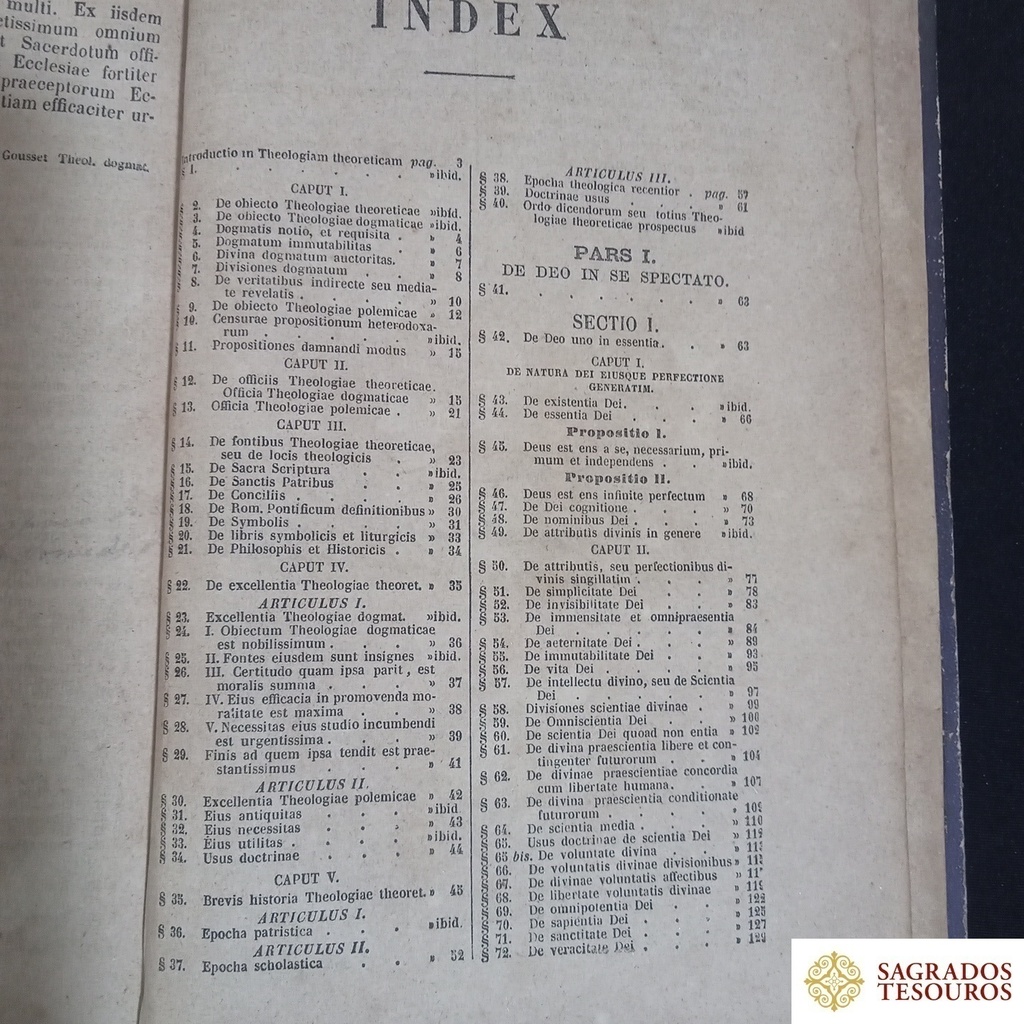 multi. Ex iisdem
tissimum omnium
t Sacerdotum offi-
Ecclesiae fortiter
praeceptorum Ec-
tiam efficaciter ur-
Gousset Theol. dogmat.
INDEX
Introductio in Theologiam theoreticam pag. 3
§ 1. . . . . . . »ibid.
CAPUT I.
2. De obiecto Theologiae theoreticae »ibid.
3. De obiecto Theologiae dogmaticae »ibid.
4. Dogmatis notio, et requisita . » 4
5. Dogmatum immutabilitas » 6
6. Divina dogmatum auctoritas. » 7
7. Divisiones dogmatum . » 8
8. De veritatibus indirecte seu media-
te revelatis . . . . » 10
9. De obiecto Theologiae polemicae » 12
10. Censurae propositionum heterodoxa-
rum . . . . . »ibid.
§ 11. Propositiones damnandi modus » 15
CAPUT II.
§ 12. De officiis Theologiae theoreticae.
Officia Theologiae dogmaticae » 15
§ 13. Officia Theologiae polemicae . » 21
CAPUT III.
§ 14. De fontibus Theologiae theoreticae,
seu de locis theologicis . » 23
§ 15. De Sacra Scriptura . . »ibid.
§ 16. De Sanctis Patribus . . » 25
§ 17. De Conciliis . . . . » 26
§ 18. De Rom. Pontificum definitionibus » 30
§ 19. De Symbolis . . . . » 31
§ 20. De libris symbolicis et liturgicis » 33
§ 21. De Philosophis et Historicis . » 34
CAPUT IV.
§ 22. De excellentia Theologiae theoret. » 35
ARTICULUS I.
§ 23. Excellentia Theologiae dogmat. »ibid.
§ 24. I. Obiectum Theologiae dogmaticae
est nobilissimum . . . » 36
§ 25. II. Fontes eiusdem sunt insignes »ibid.
§ 26. III. Certitudo quam ipsa parit, est
moralis summa . . . » 37
§ 27. IV. Eius efficacia in promovenda mo-
ralitate est maxima . . » 38
§ 28. V. Necessitas eius studio incumbendi
est urgentissima . . . » 39
§ 29. Finis ad quem ipsa tendit est prae-
stantissimus . . . » 41
ARTICULUS II.
§ 30. Excellentia Theologiae polemicae » 42
§ 31. Eius antiquitas . . . »ibid
§ 32. Eius necessitas . . . » 43
§ 33. Eius utilitas . . . . »ibid.
§ 34. Usus doctrinae . . . » 44
CAPUT V.
§ 35. Brevis historia Theologiae theoret. » 45
ARTICULUS I.
§ 36. Epocha patristica . . . »ibid.
ARTICULUS II.
§ 37. Epocha scholastica . . » 52
ARTICULUS III.
§ 38. Epocha theologica recentior . pag. 57
§ 39. Doctrinae usus . . . » 61
§ 40. Ordo dicendorum seu totius Theo-
logiae theoreticae prospectus »ibid
PARS I.
DE DEO IN SE SPECTATO.
§ 41. . . . . . . » 63
SECTIO I.
§ 42. De Deo uno in essentia. . » 63
CAPUT I.
DE NATURA DEI EIUSQUE PERFECTIONE
GENERATIM.
§ 43. De existentia Dei. . . »ibid.
§ 44. De essentia Dei . . . » 66
Propositio I.
§ 45. Deus est ens a se, necessarium, pri-
mum et independens . . »ibid.
Propositio II.
§ 46. Deus est ens infinite perfectum » 68
§ 47. De Dei cognitione . . . » 70
§ 48. De nominibus Dei . . . » 73
§ 49. De attributis divinis in genere »ibid.
CAPUT II.
§ 50. De attributis, seu perfectionibus di-
vinis singillatim . . . » 77
§ 51. De simplicitate Dei . . » 78
§ 52. De invisibilitate Dei . . » 83
§ 53. De immensitate et omnipraesentia
Dei . . . . . » 84
§ 54. De aeternitate Dei . . . » 89
§ 55. De immutabilitate Dei . . » 93
§ 56. De vita Dei . . . . » 95
§ 57. De intellectu divino, seu de Scientia
Dei . . . . . » 97
§ 58. Divisiones scientiae divinae . » 99
§ 59. De Omniscientia Dei . . » 100
§ 60. De scientia Dei quoad non entia » 102
§ 61. De divina praescientia libere et con-
tingenter futurorum . . » 104
§ 62. De divinae praescientiae concordia
cum libertate humana. . » 107
§ 63. De divina praescientia conditionate
futurorum . . . . » 109
§ 64. De scientia media . . . » 110
§ 65. Usus doctrinae de scientia Dei » 112
§ 65 bis. De voluntate divina . »
§ 66. De voluntatis divinae divisionibus »
§ 67. De divinae voluntatis affectibus »
§ 68. De libertate voluntatis divinae »
§ 69. De omnipotentia Dei . . » 122
§ 70. De sapientia Dei . . » 125
§ 71. De sanctitate Dei . . » 127
§ 72. De veracitate Dei . . . » 129
SAGRADOS
TESOUROS